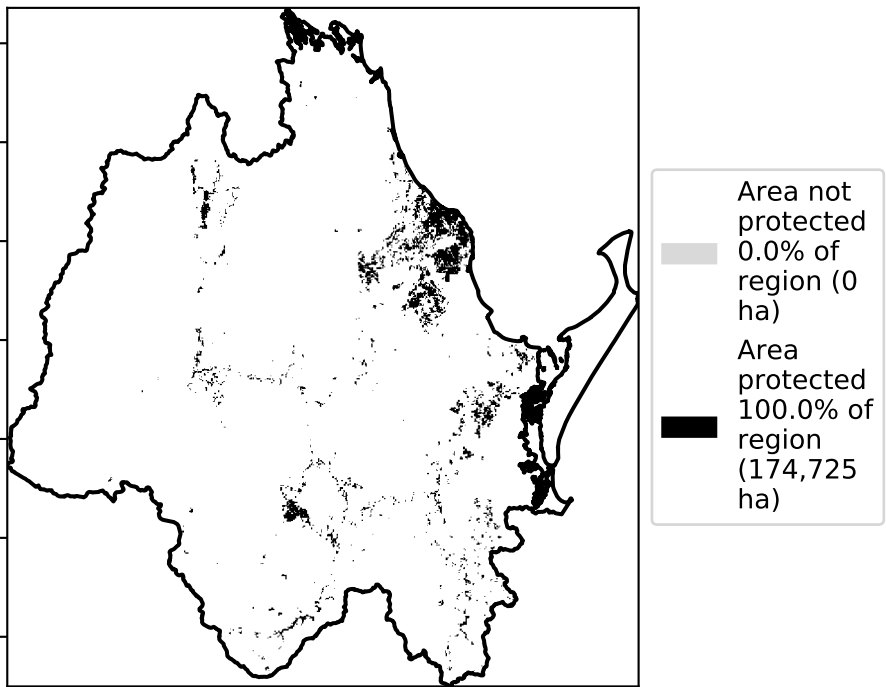 Area not
protected
0.0% of
region (0
ha)
Area
protected
100.0% of
region
(174,725
ha)